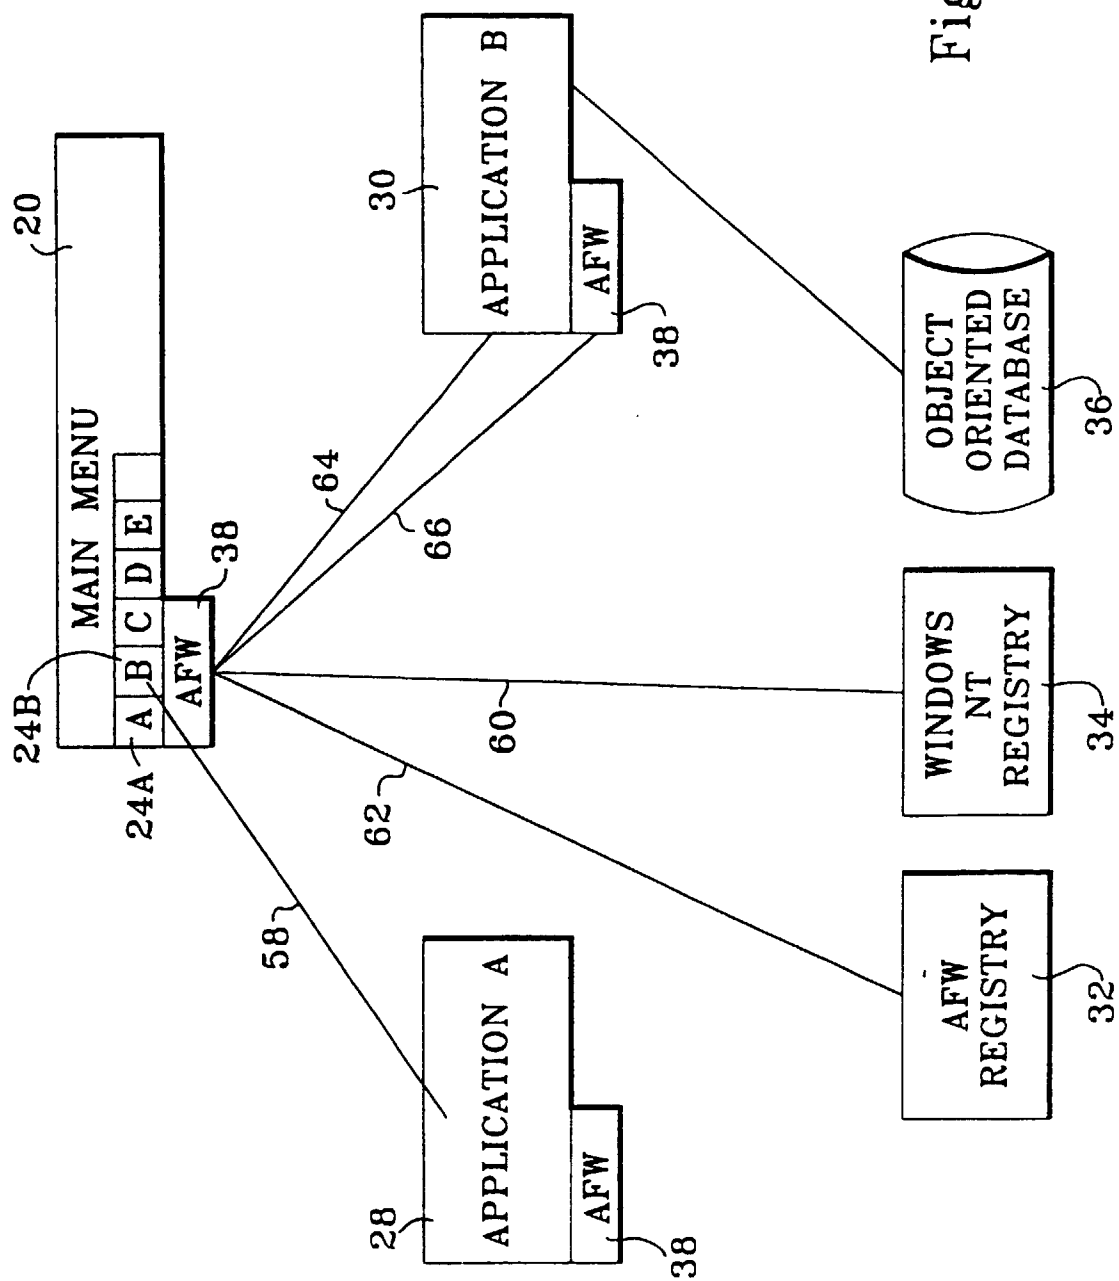 20
MAIN MENU
24B
A B C D E
24A
AFW
38
58
62
60
64
66
28
APPLICATION A
AFW
38
30
APPLICATION B
AFW
38
AFW
REGISTRY
32
WINDOWS
NT
REGISTRY
34
OBJECT
ORIENTED
DATABASE
36